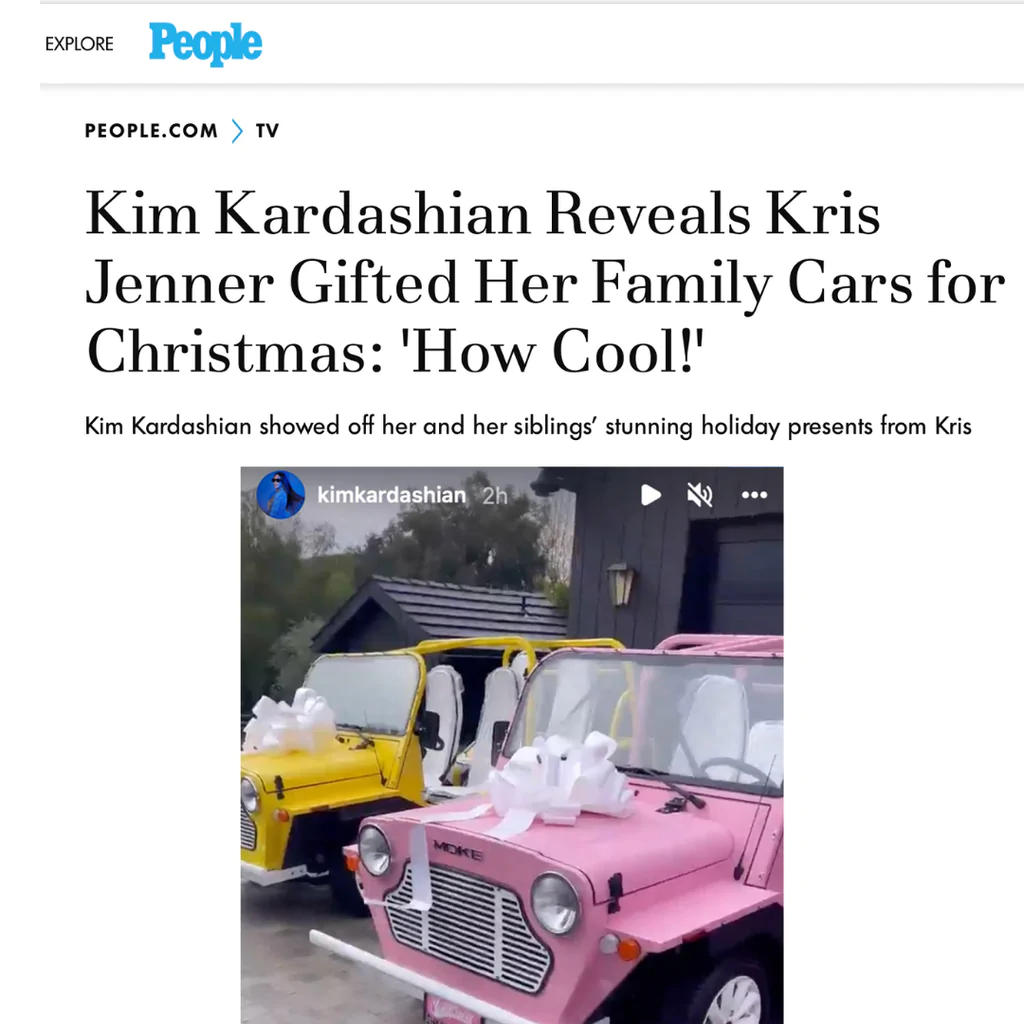 EXPLORE People
PEOPLE.COM > TV
Kim Kardashian Reveals Kris
Jenner Gifted Her Family Cars for
Christmas: 'How Cool!'
Kim Kardashian showed off her and her siblings’ stunning holiday presents from Kris
kimkardashian 2h
MOKE